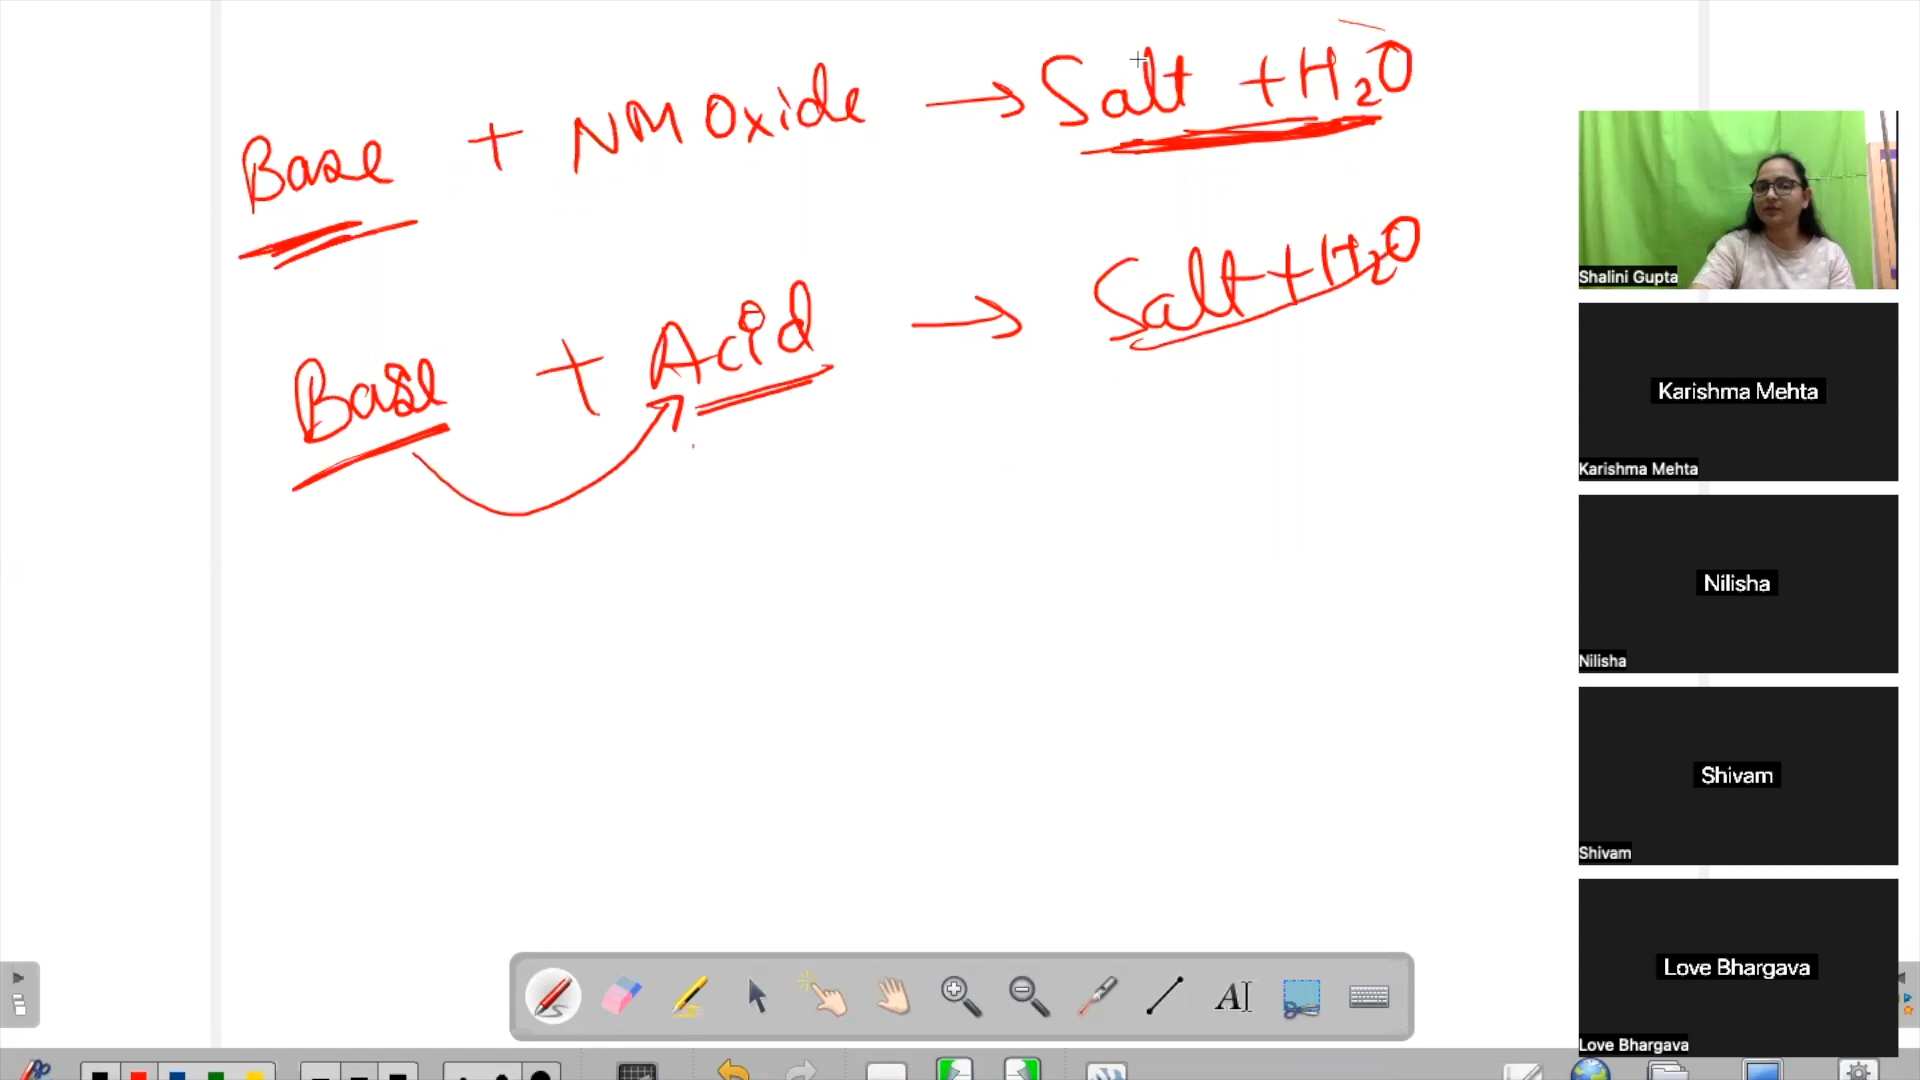 Base + NM Oxide → Salt + H₂O
Base + Acid → Salt + H₂O
Shalini Gupta
Karishma Mehta
Karishma Mehta
Nilisha
Nilisha
Shivam
Shivam
Love Bhargava
Love Bhargava
AI